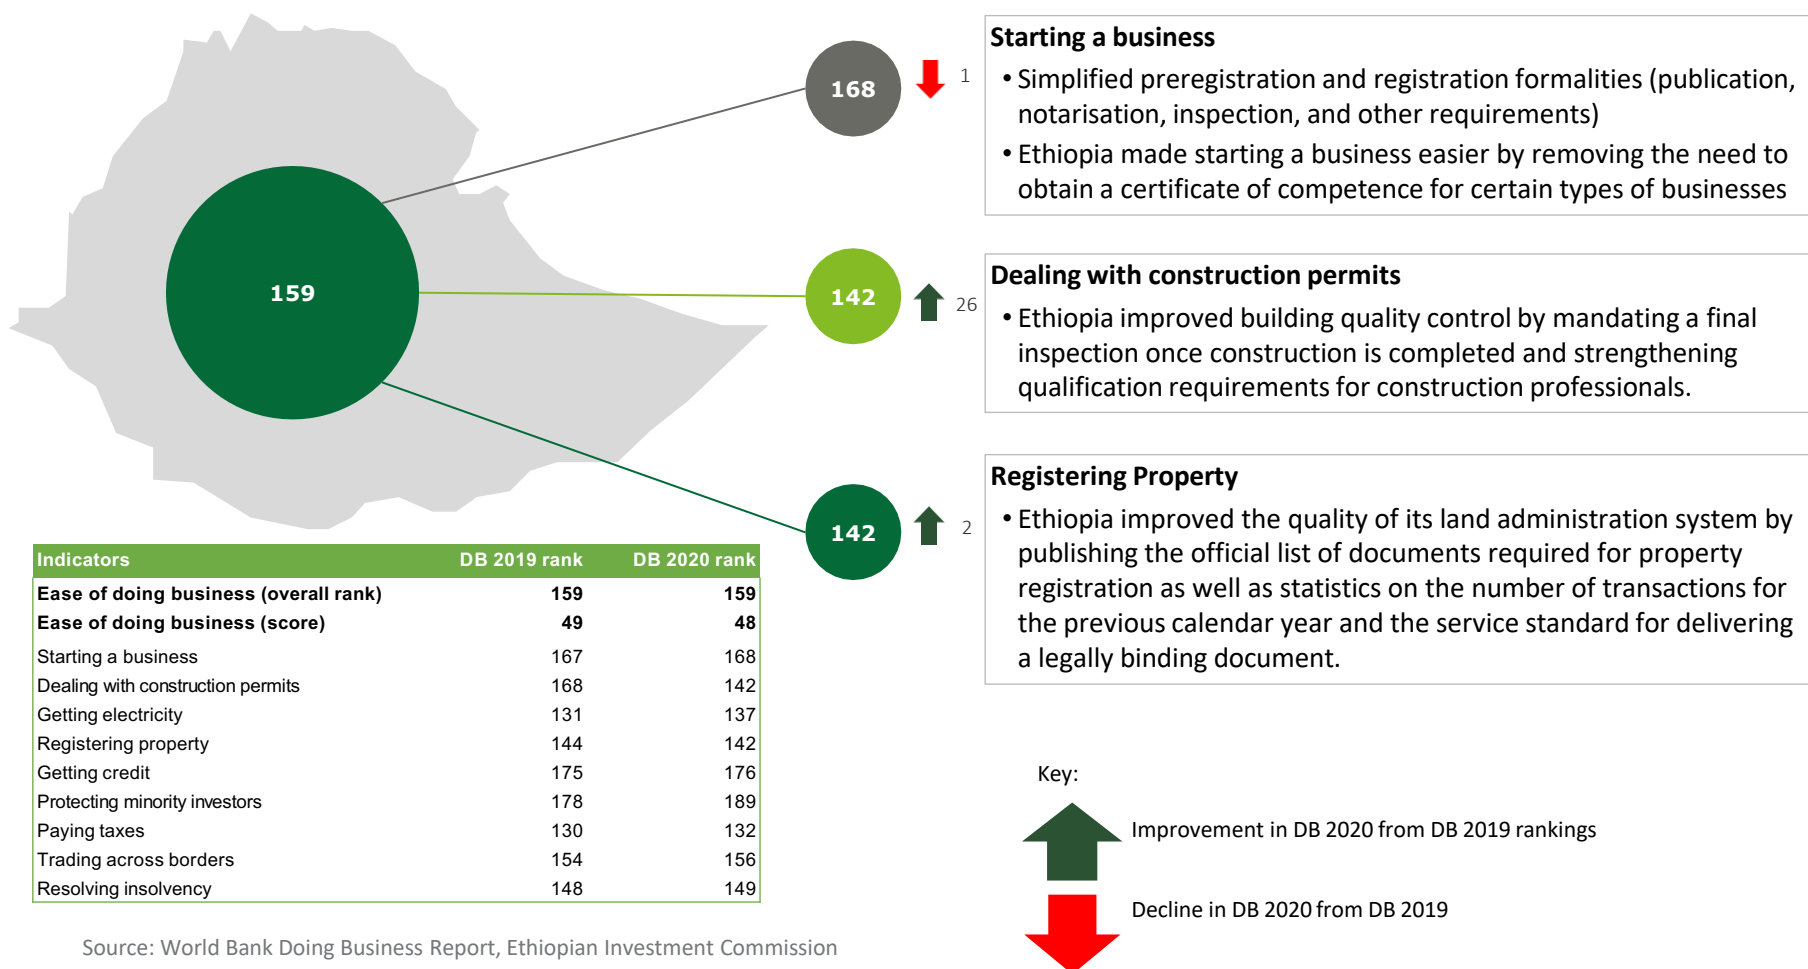 159
168
1
142
26
142
2
Starting a business
• Simplified preregistration and registration formalities (publication,
notarisation, inspection, and other requirements)
• Ethiopia made starting a business easier by removing the need to
obtain a certificate of competence for certain types of businesses
Dealing with construction permits
• Ethiopia improved building quality control by mandating a final
inspection once construction is completed and strengthening
qualification requirements for construction professionals.
Registering Property
• Ethiopia improved the quality of its land administration system by
publishing the official list of documents required for property
registration as well as statistics on the number of transactions for
the previous calendar year and the service standard for delivering
a legally binding document.
Indicators DB 2019 rank DB 2020 rank
Ease of doing business (overall rank) 159 159
Ease of doing business (score) 49 48
Starting a business 167 168
Dealing with construction permits 168 142
Getting electricity 131 137
Registering property 144 142
Getting credit 175 176
Protecting minority investors 178 189
Paying taxes 130 132
Trading across borders 154 156
Resolving insolvency 148 149
Key:
Improvement in DB 2020 from DB 2019 rankings
Decline in DB 2020 from DB 2019
Source: World Bank Doing Business Report, Ethiopian Investment Commission